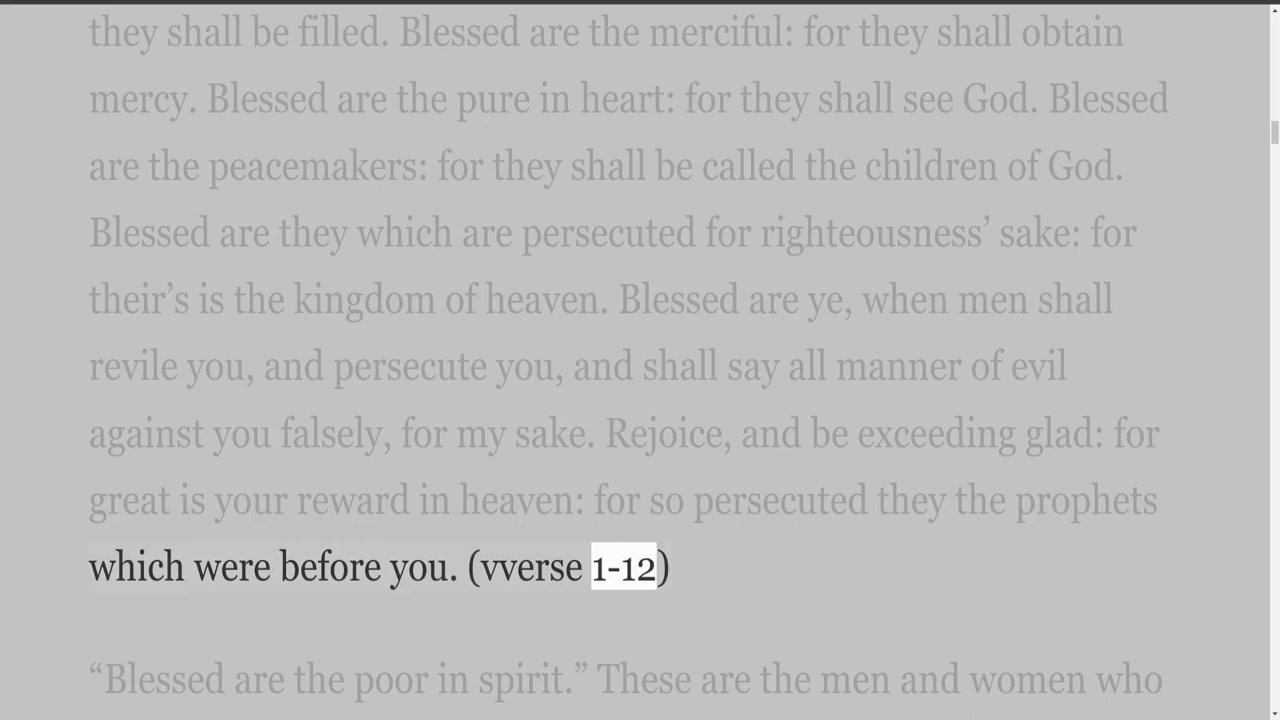 they shall be filled. Blessed are the merciful: for they shall obtain
mercy. Blessed are the pure in heart: for they shall see God. Blessed
are the peacemakers: for they shall be called the children of God.
Blessed are they which are persecuted for righteousness’ sake: for
their’s is the kingdom of heaven. Blessed are ye, when men shall
revile you, and persecute you, and shall say all manner of evil
against you falsely, for my sake. Rejoice, and be exceeding glad: for
great is your reward in heaven: for so persecuted they the prophets
which were before you. (vverse 1-12)
“Blessed are the poor in spirit.” These are the men and women who